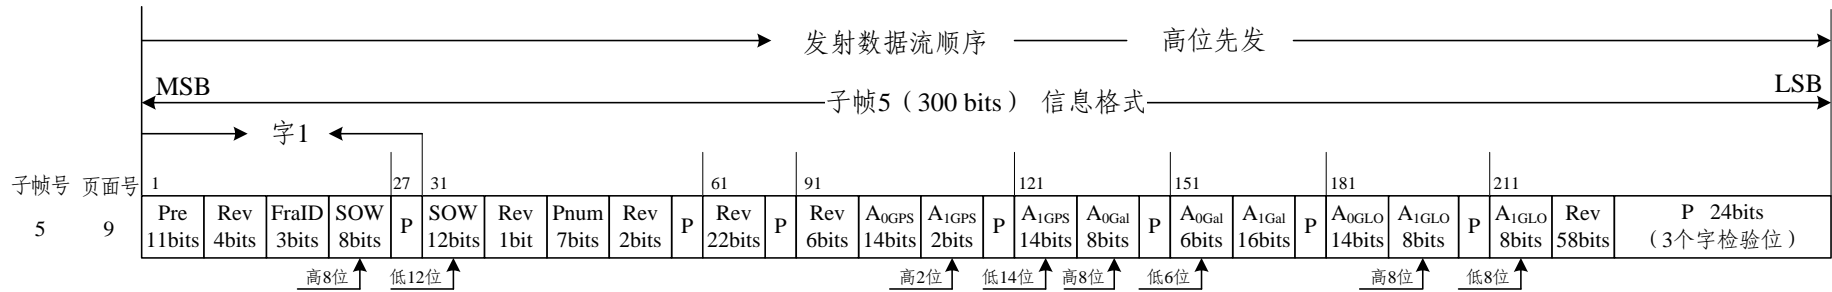 发射数据流顺序 高位先发
MSB LSB
子帧5（300 bits） 信息格式
字1
子帧号 页面号 1 27 31 61 91 121 151 181 211
5 9
Pre 11bits
Rev 4bits
FraID 3bits
SOW 8bits
P
SOW 12bits
Rev 1bit
Pnum 7bits
Rev 2bits
P
Rev 22bits
P
Rev 6bits
A0GPS 14bits
A1GPS 2bits
P
A1GPS 14bits
A0Gal 8bits
P
A0Gal 6bits
A1Gal 16bits
P
A0GLO 14bits
A1GLO 8bits
P
A1GLO 8bits
Rev 58bits
P 24bits
（3个字检验位）
高8位 低12位 高2位 低14位 高8位 低6位 高8位 低8位